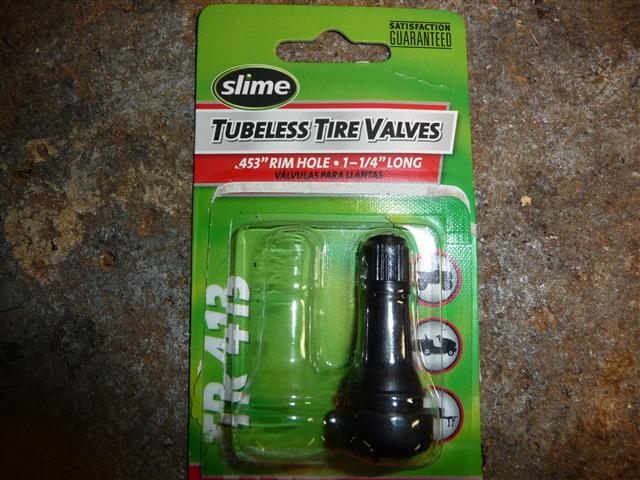 SATISFACTION
GUARANTEED
slime
TUBELESS TIRE VALVES
.453" RIM HOLE • 1-1/4" LONG
VÁLVULAS PARA LLANTAS
TR 413